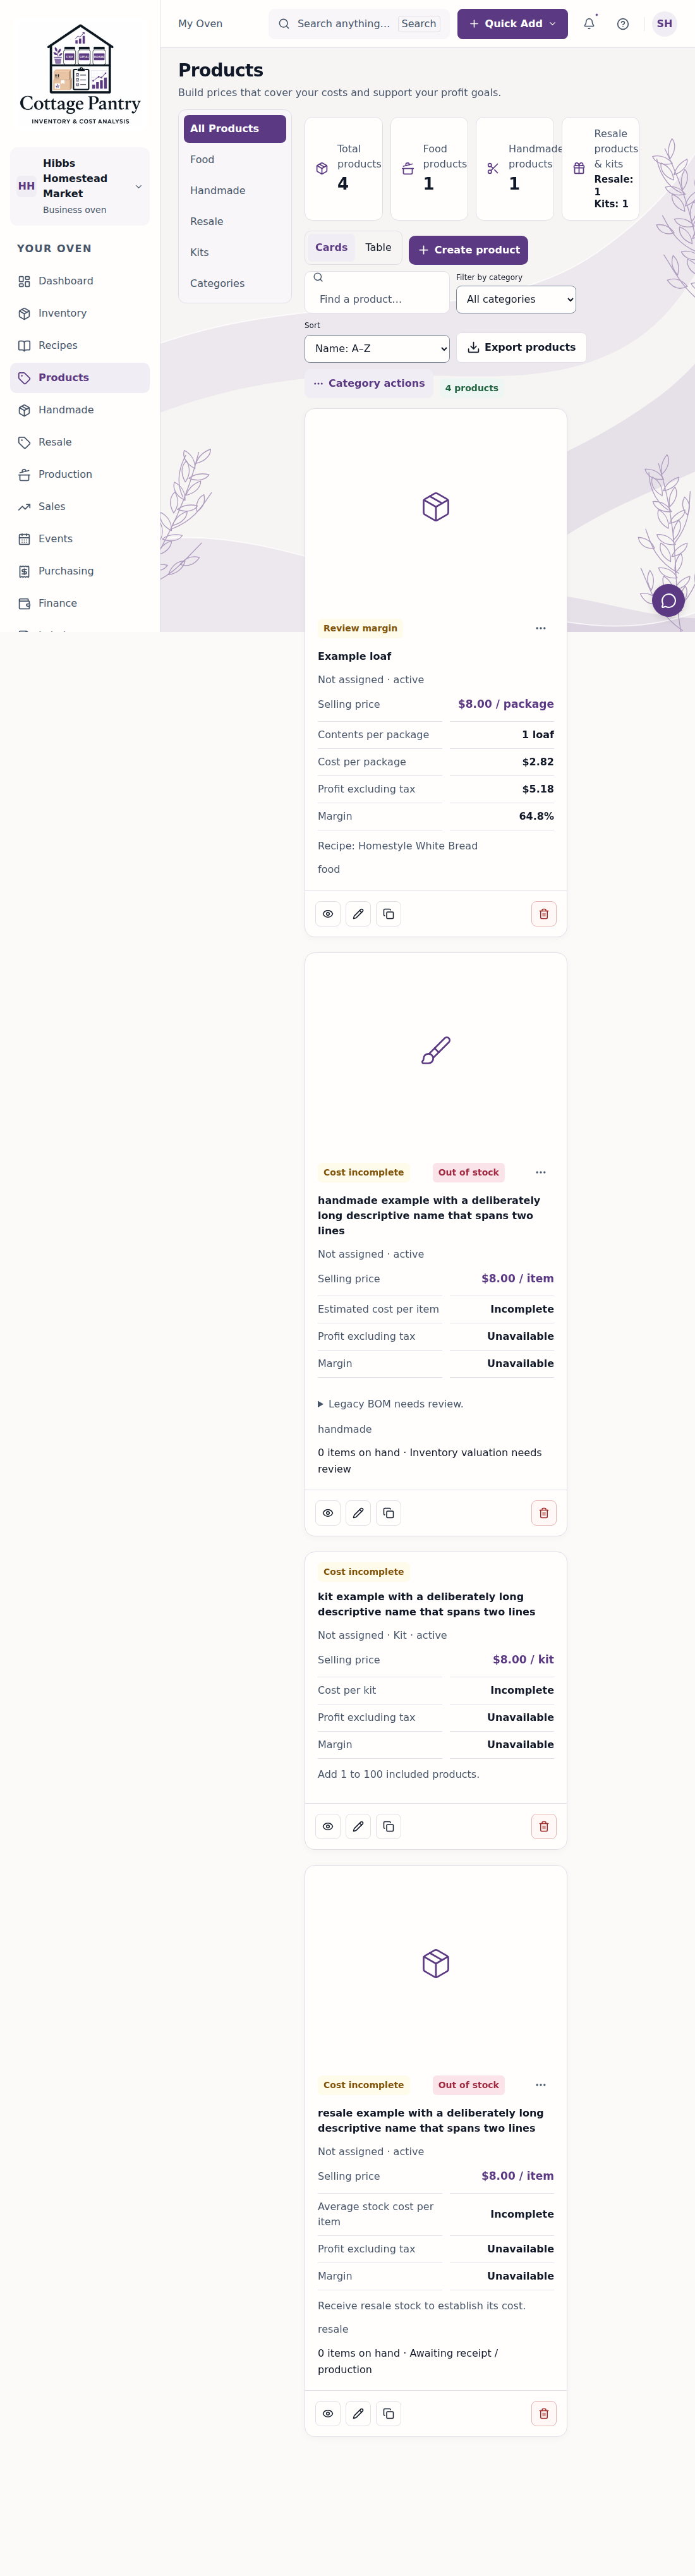 Cottage Pantry
INVENTORY & COST ANALYSIS
HH
Hibbs
Homestead
Market
Business oven
YOUR OVEN
Dashboard
Inventory
Recipes
Products
Handmade
Resale
Production
Sales
Events
Purchasing
Finance
My Oven
Search anything...
Search
Quick Add
SH
Products
Build prices that cover your costs and support your profit goals.
All Products
Food
Handmade
Resale
Kits
Categories
Total
products
4
Food
products
1
Handmade
products
1
Resale
products
& kits
Resale:
1
Kits: 1
Cards
Table
Create product
Find a product...
Filter by category
All categories
Sort
Name: A–Z
Export products
Category actions
4 products
Review margin
Example loaf
Not assigned · active
Selling price $8.00 / package
Contents per package 1 loaf
Cost per package $2.82
Profit excluding tax $5.18
Margin 64.8%
Recipe: Homestyle White Bread
food
Cost incomplete Out of stock
handmade example with a deliberately
long descriptive name that spans two
lines
Not assigned · active
Selling price $8.00 / item
Estimated cost per item Incomplete
Profit excluding tax Unavailable
Margin Unavailable
Legacy BOM needs review.
handmade
0 items on hand · Inventory valuation needs
review
Cost incomplete
kit example with a deliberately long
descriptive name that spans two lines
Not assigned · Kit · active
Selling price $8.00 / kit
Cost per kit Incomplete
Profit excluding tax Unavailable
Margin Unavailable
Add 1 to 100 included products.
Cost incomplete Out of stock
resale example with a deliberately long
descriptive name that spans two lines
Not assigned · active
Selling price $8.00 / item
Average stock cost per
item Incomplete
Profit excluding tax Unavailable
Margin Unavailable
Receive resale stock to establish its cost.
resale
0 items on hand · Awaiting receipt /
production